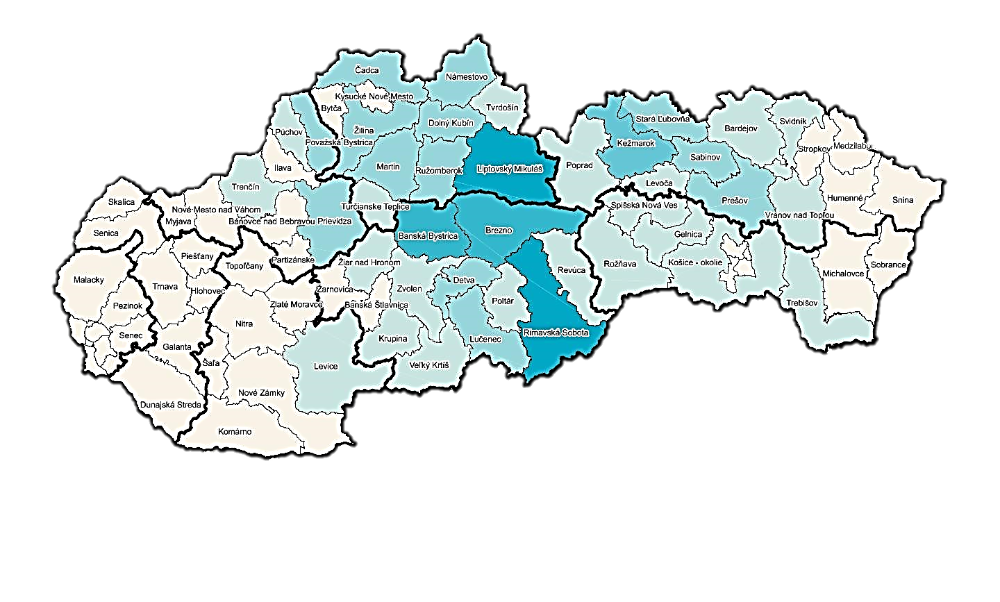 Čadca
Námestovo
Kysucké Nové Mesto
Bytča
Tvrdošín
Dolný Kubín
Púchov
Žilina
Považská Bystrica
Stará Ľubovňa
Svidník
Bardejov
Kežmarok
Stropkov
Medzilabor
Sabinov
Ilava
Martin
Ružomberok
Liptovský Mikuláš
Poprad
Levoča
Trenčín
Skalica
Turčianske Teplice
Spišská Nová Ves
Prešov
Humenné
Snina
Nové Mesto nad Váhom
Vranov nad Topľou
Myjava
Bánovce nad Bebravou
Prievidza
Senica
Banská Bystrica
Brezno
Gelnica
Piešťany
Topoľčany
Partizánske
Žiar nad Hronom
Rožňava
Košice - okolie
Sobrance
Revúca
Michalovce
Malacky
Trnava
Hlohovec
Žarnovica
Zvolen
Detva
Pezinok
Zlaté Moravce
Banská Štiavnica
Poltár
Trebišov
Nitra
Senec
Krupina
Lučenec
Rimavská Sobota
Galanta
Šaľa
Levice
Veľký Krtíš
Nové Zámky
Dunajská Streda
Komárno